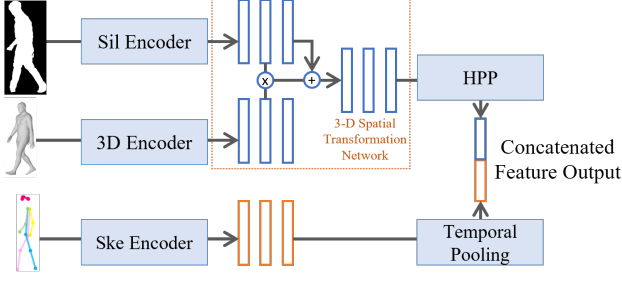 Sil Encoder
x
+
HPP
3D Encoder
3-D Spatial
Transformation
Network
Concatenated
Feature Output
Ske Encoder
Temporal
Pooling